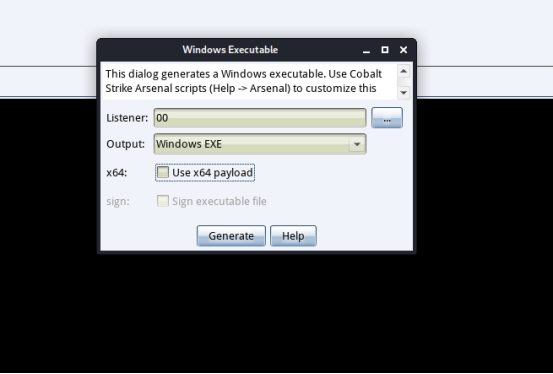 Windows Executable
This dialog generates a Windows executable. Use Cobalt
Strike Arsenal scripts (Help -> Arsenal) to customize this
Listener: 00 ...
Output: Windows EXE
x64: Use x64 payload
sign: Sign executable file
Generate Help